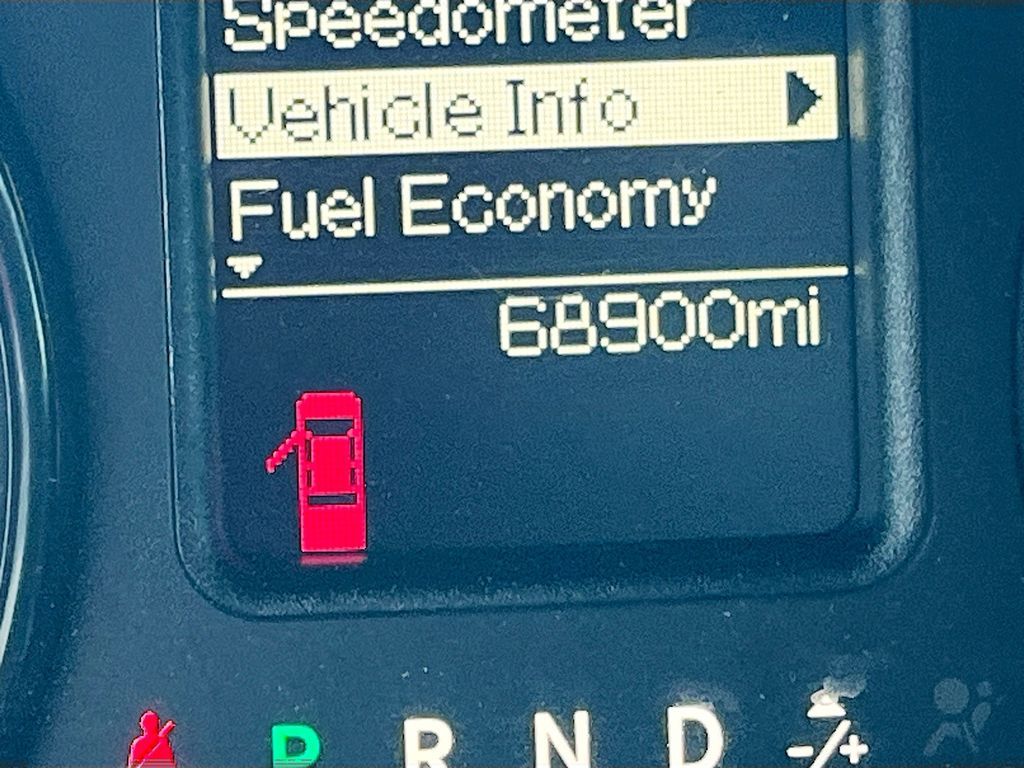 Speedometer
Vehicle Info
Fuel Economy
68900mi
P R N D -/+